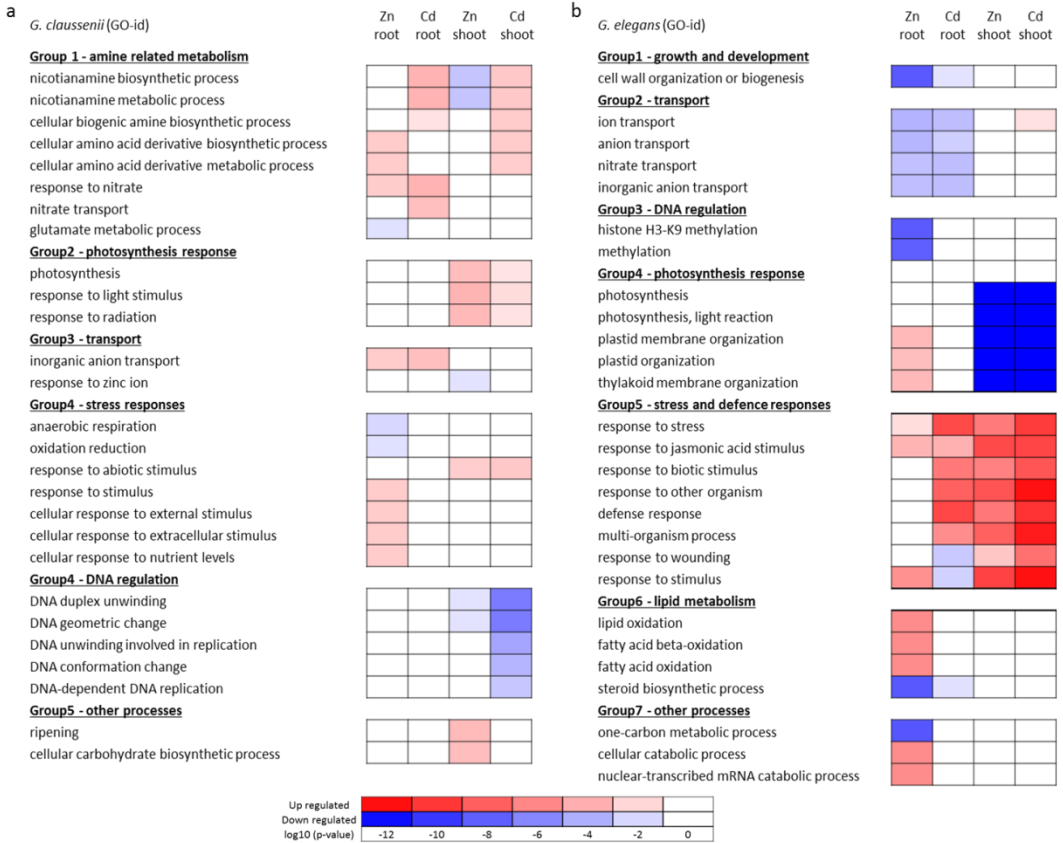 a
G. claussenii (GO-id)
Zn root
Cd root
Zn shoot
Cd shoot
Group 1 - amine related metabolism
nicotianamine biosynthetic process
nicotianamine metabolic process
cellular biogenic amine biosynthetic process
cellular amino acid derivative biosynthetic process
cellular amino acid derivative metabolic process
response to nitrate
nitrate transport
glutamate metabolic process
Group2 - photosynthesis response
photosynthesis
response to light stimulus
response to radiation
Group3 - transport
inorganic anion transport
response to zinc ion
Group4 - stress responses
anaerobic respiration
oxidation reduction
response to abiotic stimulus
response to stimulus
cellular response to external stimulus
cellular response to extracellular stimulus
cellular response to nutrient levels
Group4 - DNA regulation
DNA duplex unwinding
DNA geometric change
DNA unwinding involved in replication
DNA conformation change
DNA-dependent DNA replication
Group5 - other processes
ripening
cellular carbohydrate biosynthetic process
b
G. elegans (GO-id)
Zn root
Cd root
Zn shoot
Cd shoot
Group1 - growth and development
cell wall organization or biogenesis
Group2 - transport
ion transport
anion transport
nitrate transport
inorganic anion transport
Group3 - DNA regulation
histone H3-K9 methylation
methylation
Group4 - photosynthesis response
photosynthesis
photosynthesis, light reaction
plastid membrane organization
plastid organization
thylakoid membrane organization
Group5 - stress and defence responses
response to stress
response to jasmonic acid stimulus
response to biotic stimulus
response to other organism
defense response
multi-organism process
response to wounding
response to stimulus
Group6 - lipid metabolism
lipid oxidation
fatty acid beta-oxidation
fatty acid oxidation
steroid biosynthetic process
Group7 - other processes
one-carbon metabolic process
cellular catabolic process
nuclear-transcribed mRNA catabolic process
Up regulated
Down regulated
log10 (p-value) -12 -10 -8 -6 -4 -2 0